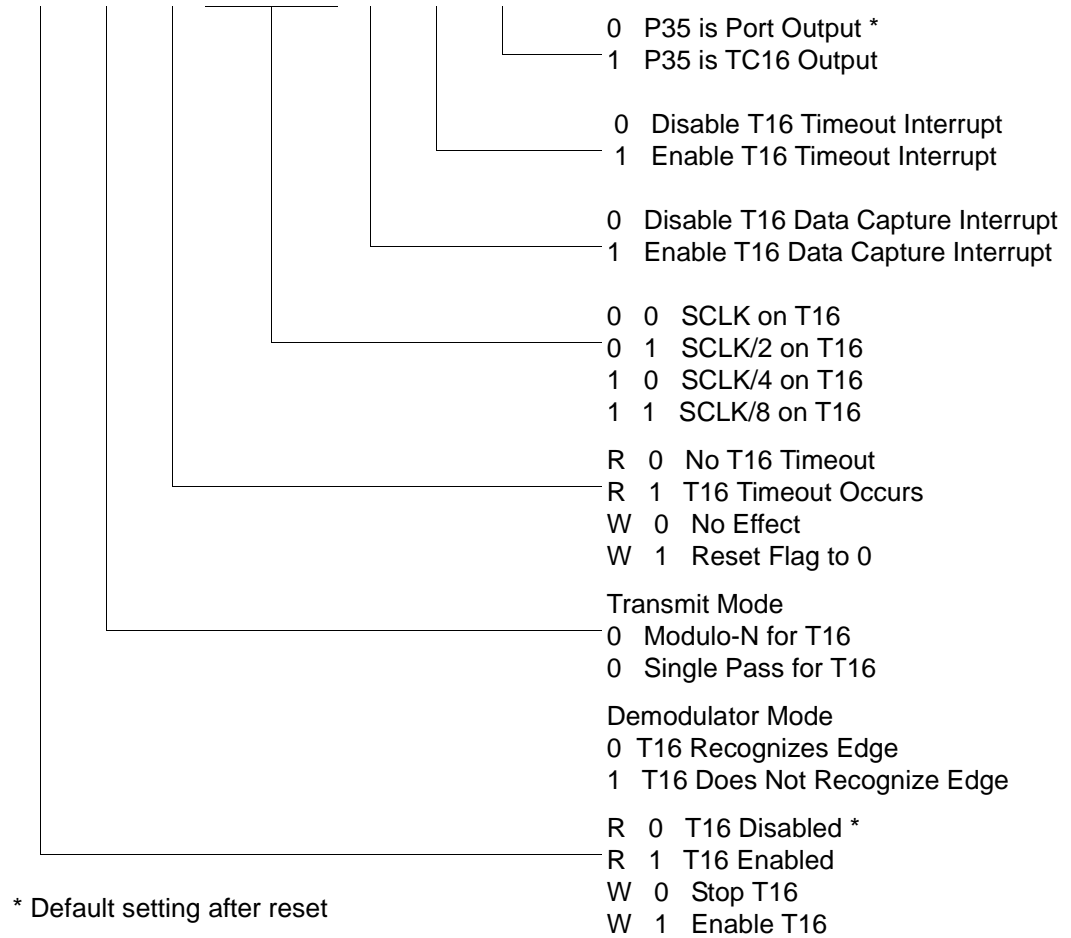 0 P35 is Port Output *
1 P35 is TC16 Output
0 Disable T16 Timeout Interrupt
1 Enable T16 Timeout Interrupt
0 Disable T16 Data Capture Interrupt
1 Enable T16 Data Capture Interrupt
0 0 SCLK on T16
0 1 SCLK/2 on T16
1 0 SCLK/4 on T16
1 1 SCLK/8 on T16
R 0 No T16 Timeout
R 1 T16 Timeout Occurs
W 0 No Effect
W 1 Reset Flag to 0
Transmit Mode
0 Modulo-N for T16
0 Single Pass for T16
Demodulator Mode
0 T16 Recognizes Edge
1 T16 Does Not Recognize Edge
R 0 T16 Disabled *
R 1 T16 Enabled
W 0 Stop T16
W 1 Enable T16
* Default setting after reset